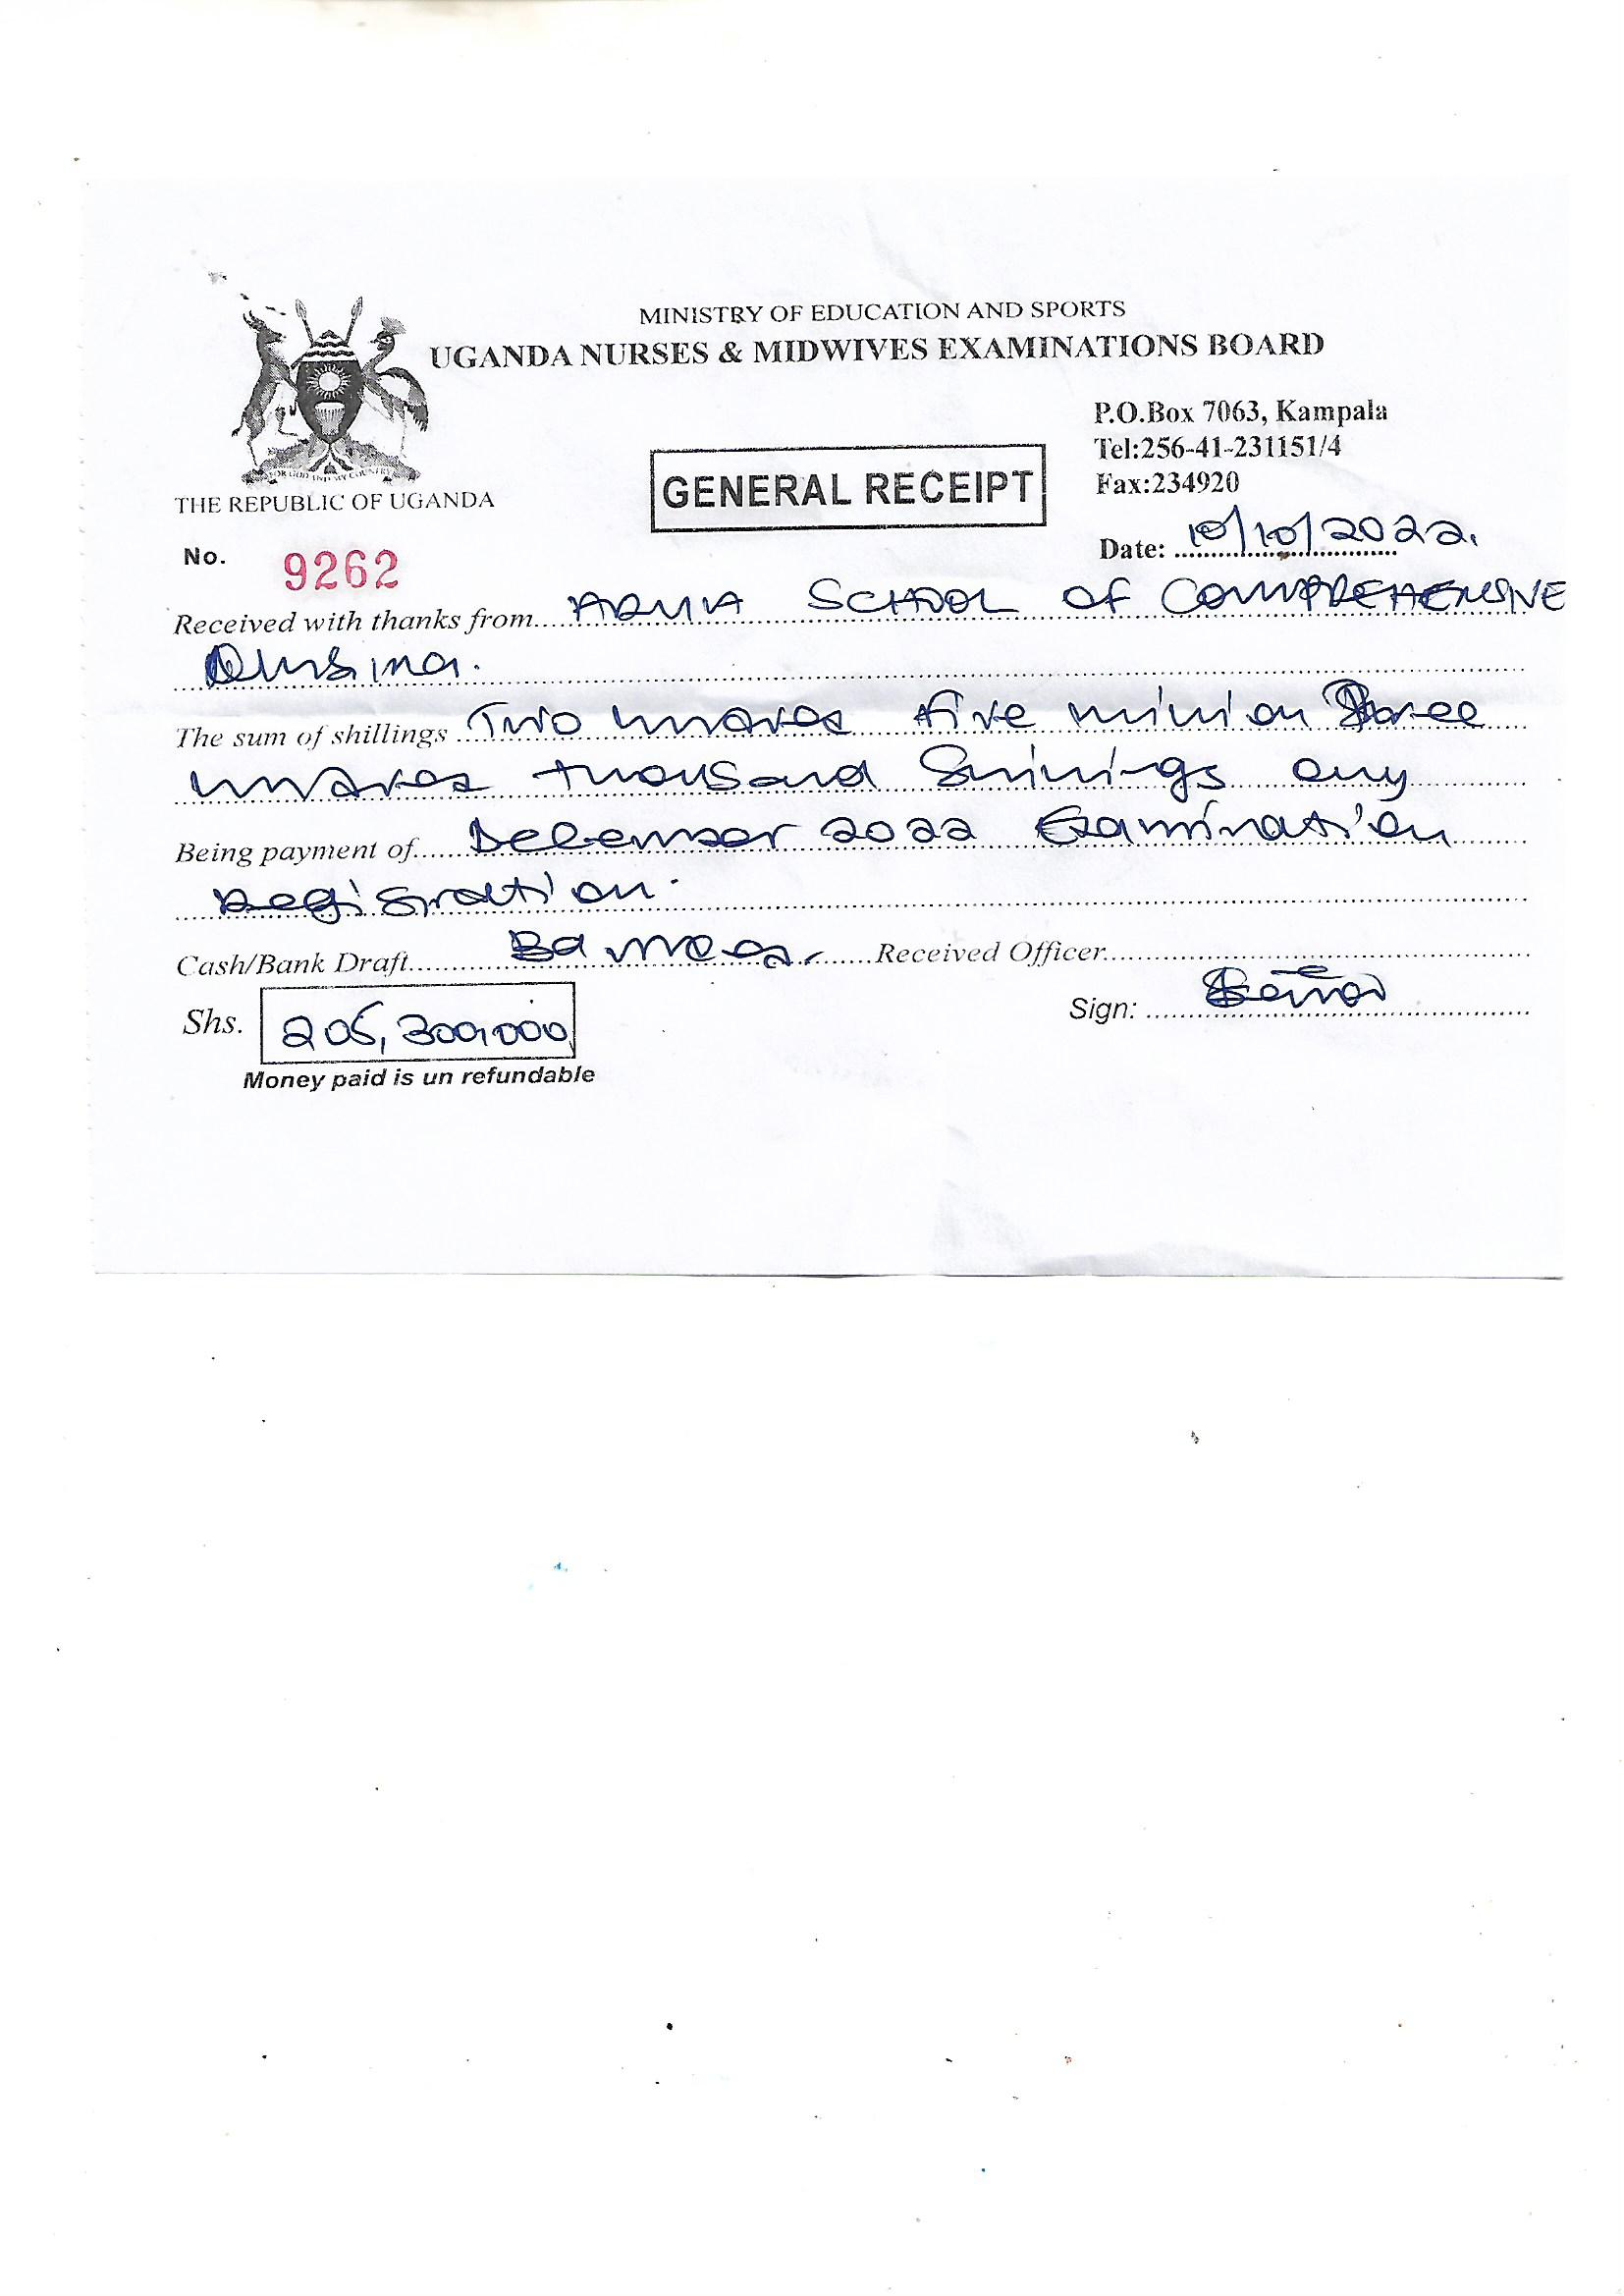 MINISTRY OF EDUCATION AND SPORTS
UGANDA NURSES & MIDWIVES EXAMINATIONS BOARD
P.O.Box 7063, Kampala
Tel:256-41-231151/4
Fax:234920
GENERAL RECEIPT
FOR GOD AND MY COUNTRY
THE REPUBLIC OF UGANDA
No. 9262
Date: 10/10/2022.
Received with thanks from SCHOOL OF COMPREHENSIVE
The sum of shillings Two hundred five million Three
hundred thousand Shillings only
Being payment of December 2022 Examination
Registration.
Cash/Bank Draft Received Officer
Shs. 205,300,000
Sign:
Money paid is un refundable